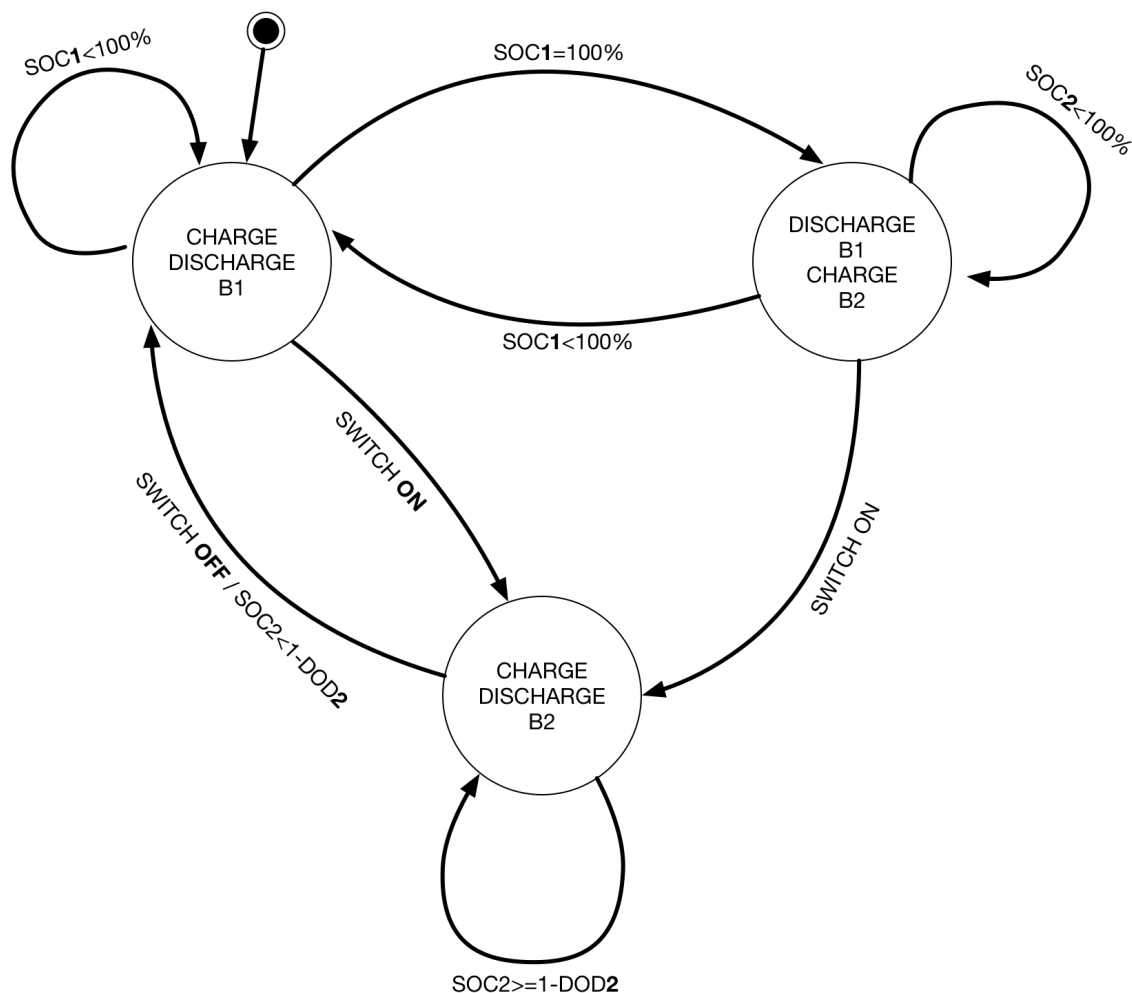 SOC1<100%
SOC1=100%
SOC2<100%
CHARGE
DISCHARGE
B1
DISCHARGE
B1
CHARGE
B2
SOC1<100%
SWITCH ON
SWITCH OFF / SOC2<1-DOD2
SWITCH ON
CHARGE
DISCHARGE
B2
SOC2>=1-DOD2